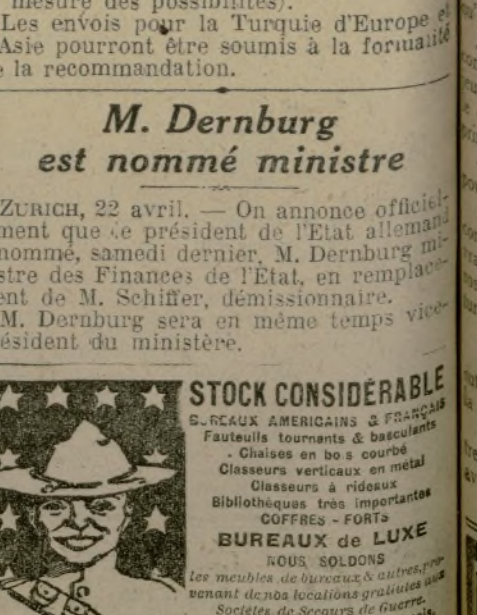 mesure des possibilités).
Les envois pour la Turquie d'Europe et
Asie pourront être soumis à la formalité
la recommandation.
M. Dernburg
est nommé ministre
ZURICH, 22 avril. — On annonce officiel-
ment que le président de l'Etat allemand
nommé, samedi dernier, M. Dernburg mi-
stre des Finances de l'État, en remplace-
ent de M. Schiffer, démissionnaire.
M. Dernburg sera en même temps vice-
ésident du ministère.
STOCK CONSIDÉRABLE
BUREAUX AMERICAINS & FRANÇAIS
Fauteuils tournants & basculants
Chaises en bois courbé
Classeurs verticaux en métal
Classeurs à rideaux
Bibliothèques très importantes
COFFRES - FORTS
BUREAUX de LUXE
NOUS SOLDONS
les meubles de bureaux & autres, pro-
venant de nos locations gratuites aux
Sociétés de Secours de Guerre.